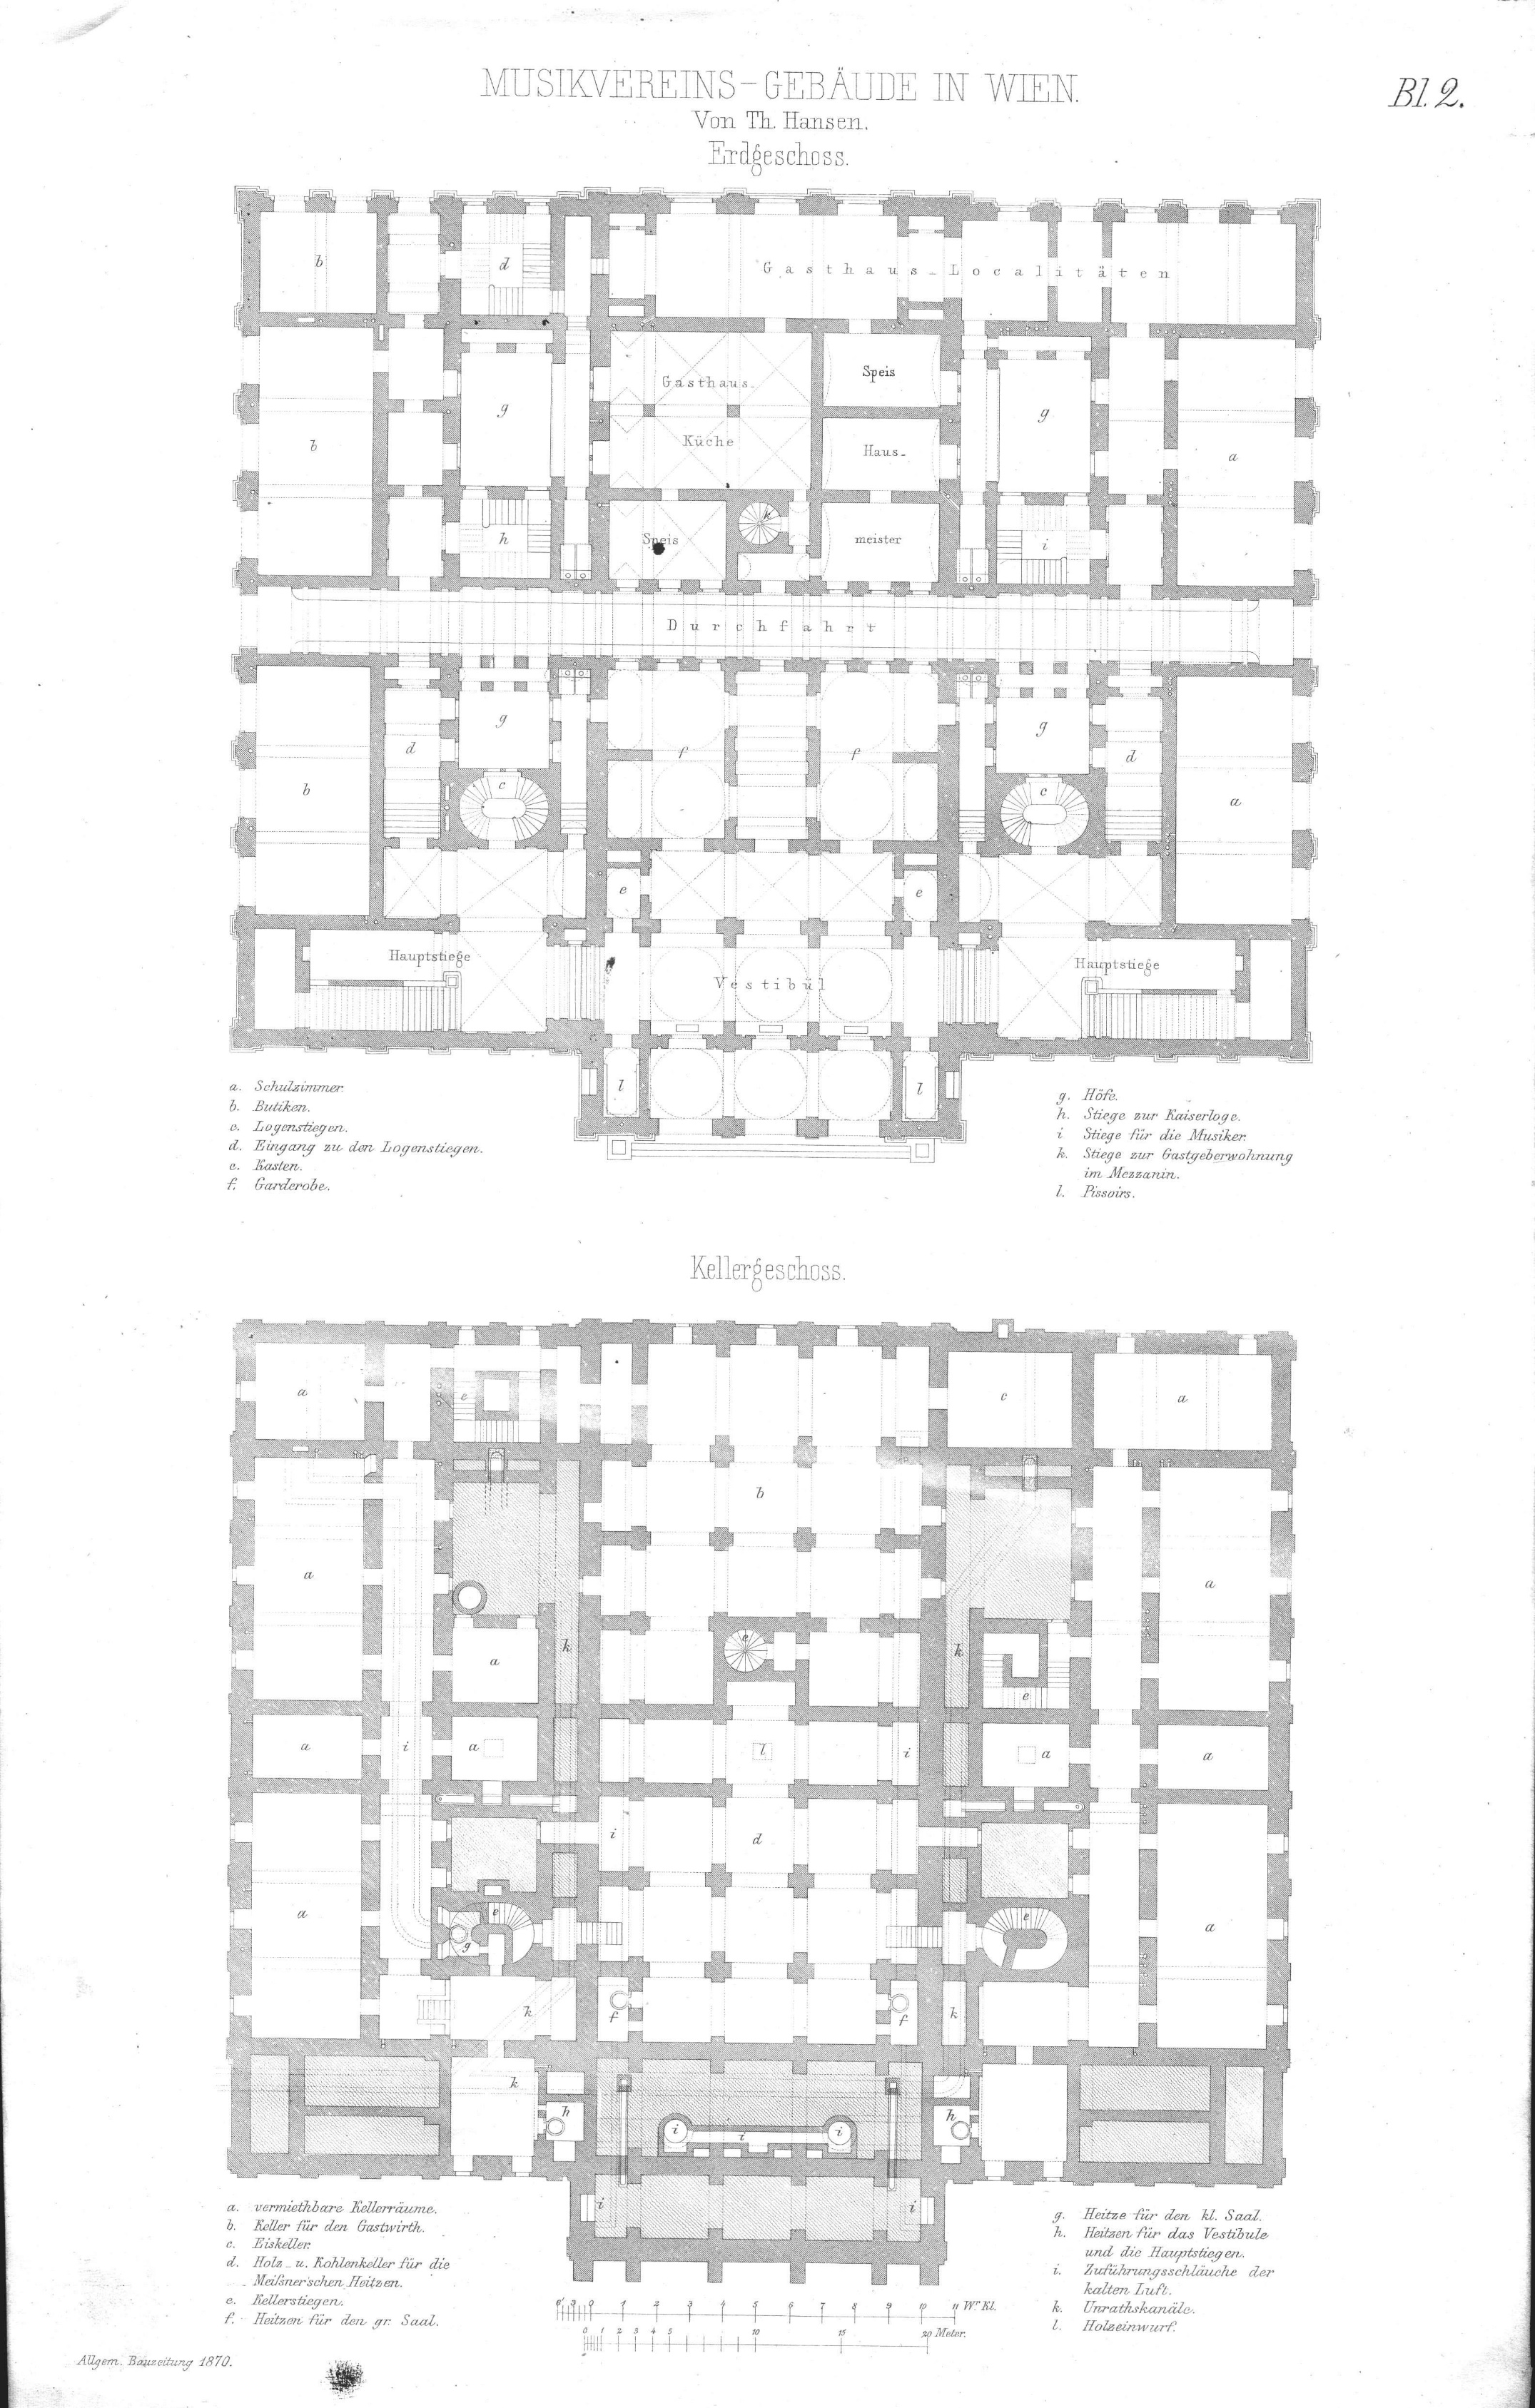 MUSIKVEREINS-GEBÄUDE IN WIEN.
Bl. 2.
Von Th. Hansen.
Erdgeschoss.
b
d
Gasthaus-Localitäten
Gasthaus-
Speis
g
g
b
Küche
Haus-
a
k
h
Speis
meister
i
Durchfahrt
g
g
d
f
f
d
c
c
b
a
e
e
Hauptstiege
Hauptstiege
Vestibül
l
l
a. Schulzimmer.
b. Butiken.
c. Logenstiegen.
d. Eingang zu den Logenstiegen.
e. Kasten.
f. Garderobe.
g. Höfe.
h. Stiege zur Kaiserloge.
i Stiege für die Musiker.
k. Stiege zur Gastgeberwohnung
im Mezzanin.
l. Pissoirs.
Kellergeschoss.
a
e
c
a
b
a
a
e
k
k
a
e
a
i
a
l
i
a
a
i
d
a
e
e
a
g
k
f
f
k
k
h
h
i
i
i
i
i
a. vermiethbare Kellerräume.
b. Keller für den Gastwirth.
c. Eiskeller.
d. Holz- u. Kohlenkeller für die
Meißner'schen Heitzen.
e. Kellerstiegen.
f. Heitzen für den gr. Saal.
g. Heitze für den kl. Saal.
h. Heitzen für das Vestibule
und die Hauptstiegen.
i. Zuführungsschläuche der
kalten Luft.
k. Unrathskanäle.
l. Holzeinwurf.
6' 3 0 1 2 3 4 5 6 7 8 9 10 11 Wr. Kl.
0 1 2 3 4 5 10 15 20 Meter.
Allgem. Bauzeitung 1870.